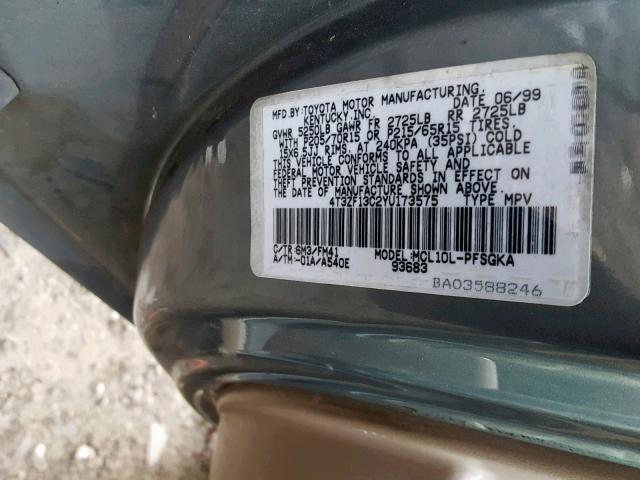 MFD.BY:TOYOTA MOTOR MANUFACTURING,
KENTUCKY,INC. DATE 06/99
GVWR 5250LB GAWR FR 2725LB RR 2725LB
WITH P205/70R15 OR P215/65R15 TIRES,
15X6.5JJ RIMS, AT 240KPA (35PSI) COLD
THIS VEHICLE CONFORMS TO ALL APPLICABLE
FEDERAL MOTOR VEHICLE SAFETY AND
THEFT PREVENTION STANDARDS IN EFFECT ON
THE DATE OF MANUFACTURE SHOWN ABOVE.
4T3ZF13C2YU173575 TYPE MPV
C/TR:6M3/FM41 MODEL:MCL10L-PFSGKA
A/TM:-01A/A540E 93683
BA03588246